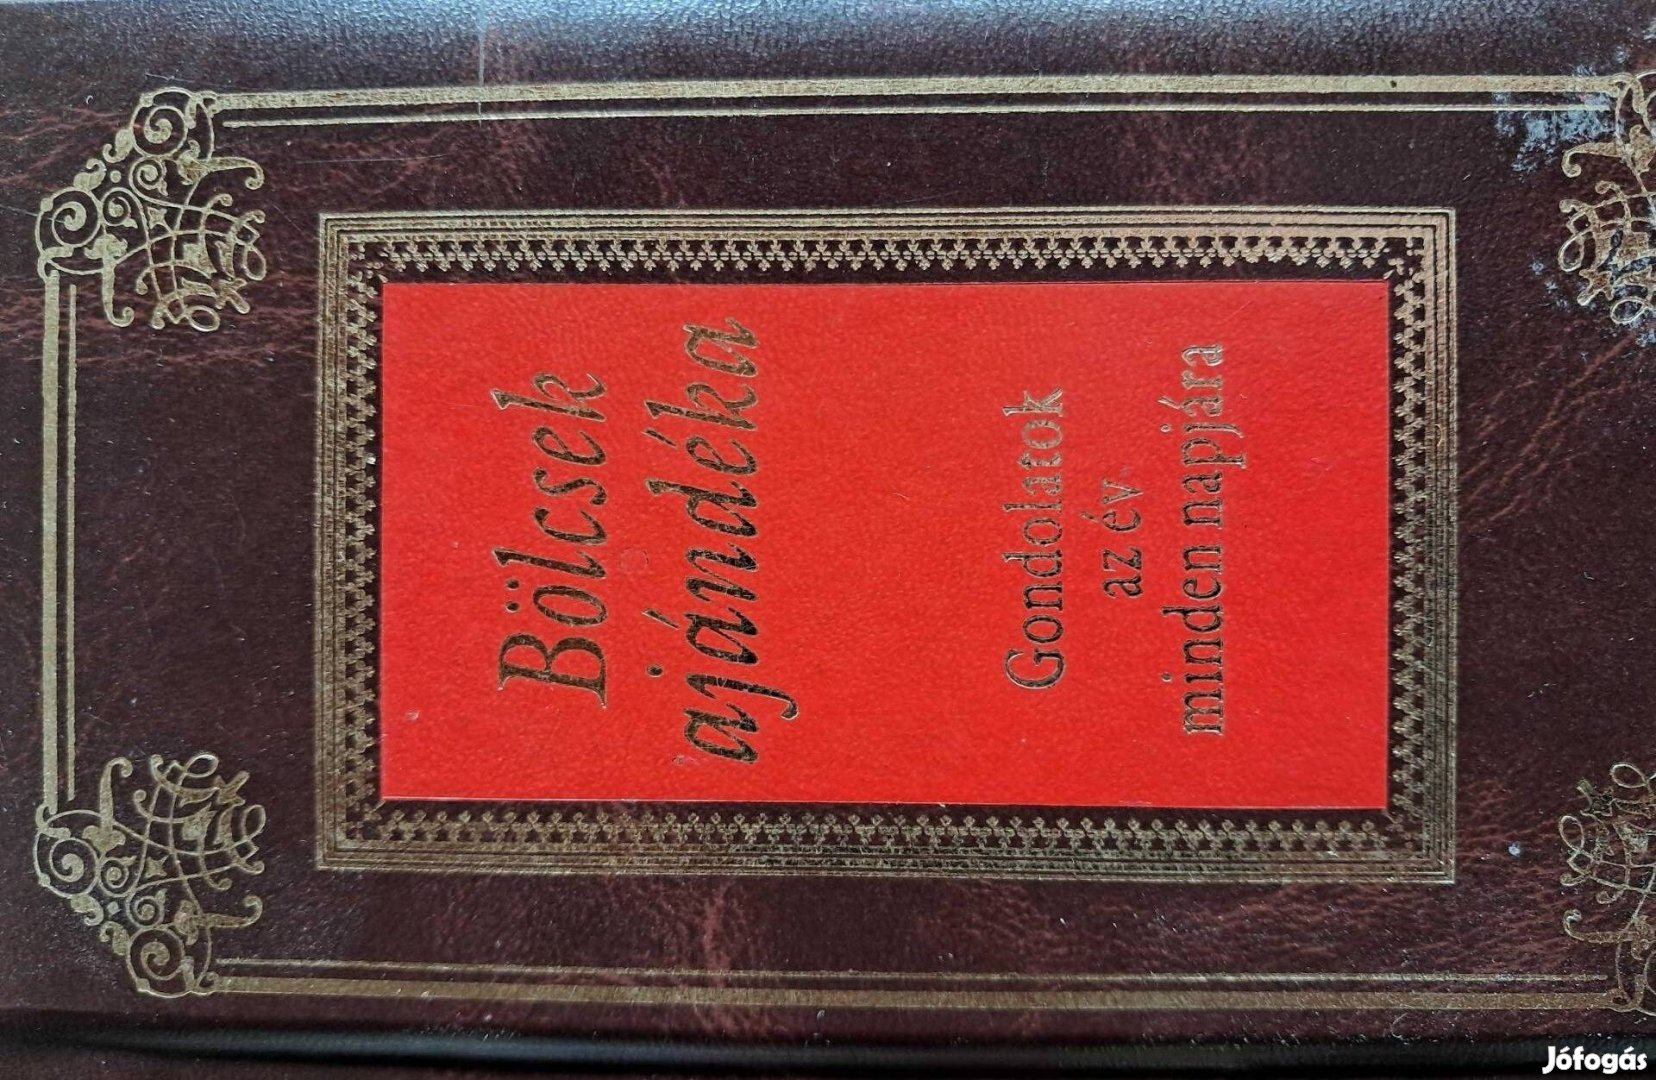 Bölcsek
ajándéka
Gondolatok
az év
minden napjára
Jófogás